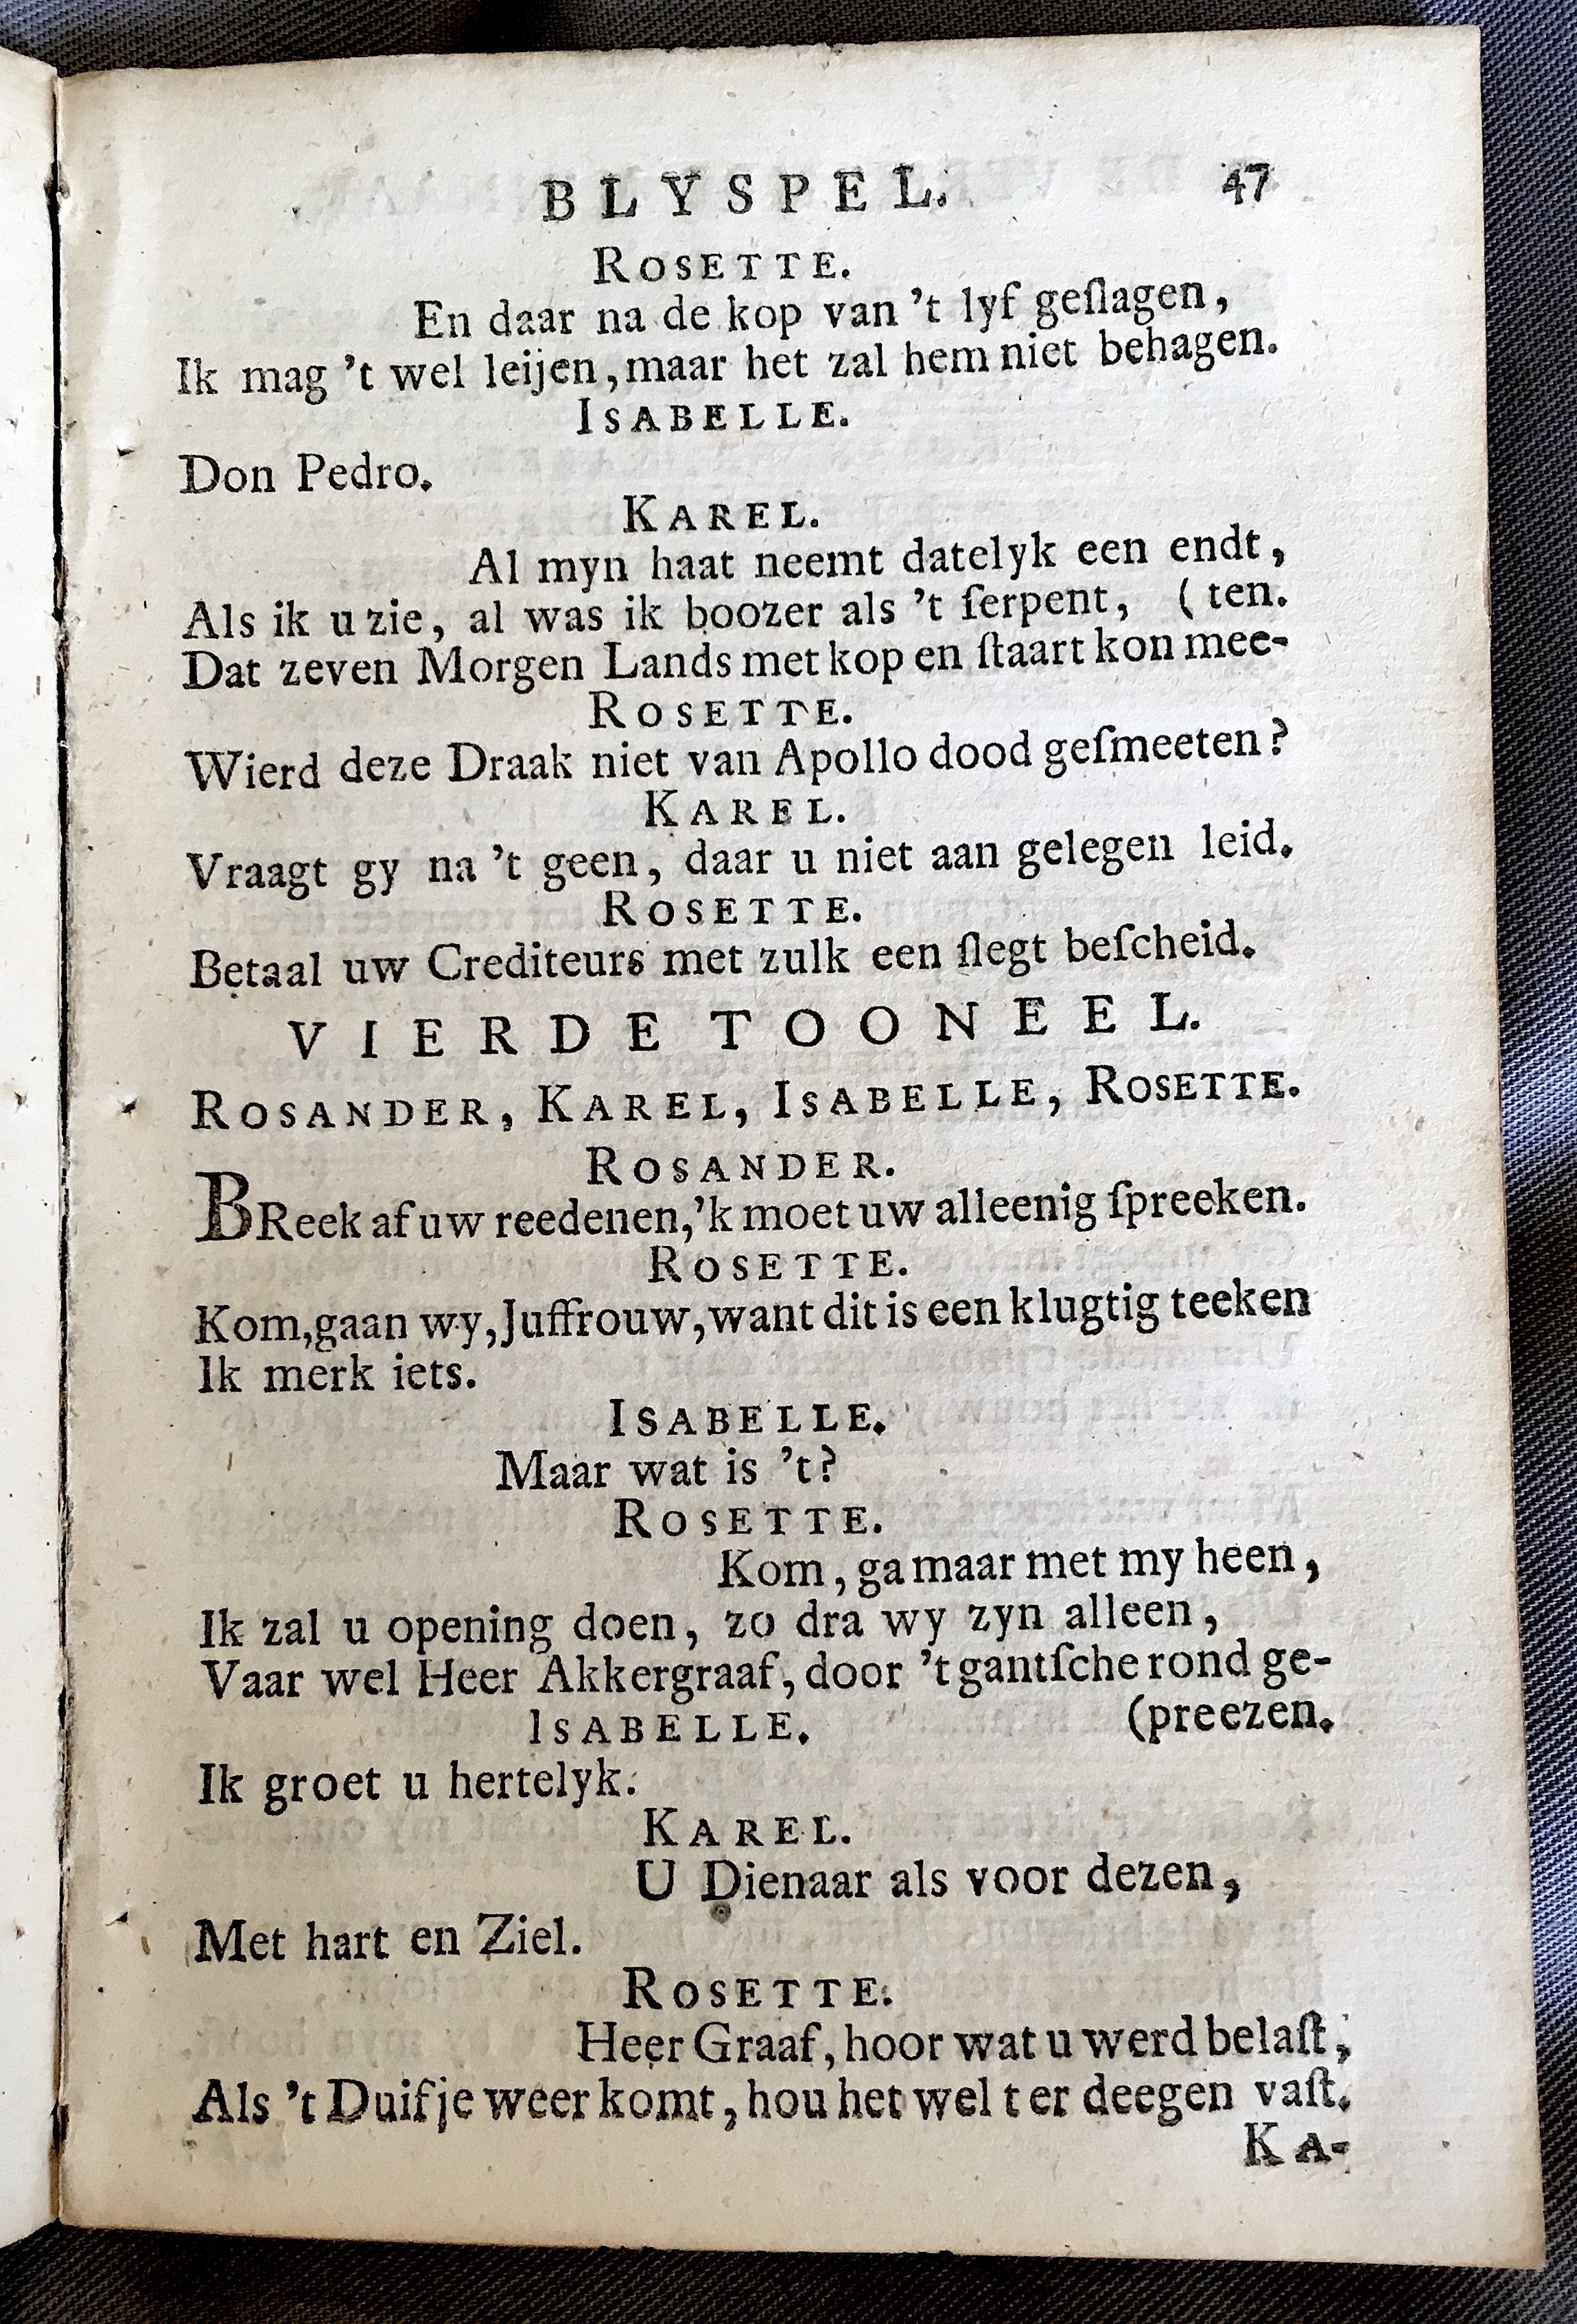 BLYSPEL. 47
ROSETTE.
En daar na de kop van 't lyf geſlagen,
Ik mag 't wel leijen, maar het zal hem niet behagen.
ISABELLE.
Don Pedro.
KAREL.
Al myn haat neemt datelyk een endt,
Als ik u zie, al was ik boozer als 't ſerpent, (ten.
Dat zeven Morgen Lands met kop en ſtaart kon mee-
ROSETTE.
Wierd deze Draak niet van Apollo dood geſmeeten?
KAREL.
Vraagt gy na 't geen, daar u niet aan gelegen leid.
ROSETTE.
Betaal uw Crediteurs met zulk een ſlegt beſcheid.
VIERDE TOONEEL.
ROSANDER, KAREL, ISABELLE, ROSETTE.
ROSANDER.
BReek af uw reedenen, 'k moet uw alleenig ſpreeken.
ROSETTE.
Kom, gaan wy, Juffrouw, want dit is een klugtig teeken
Ik merk iets.
ISABELLE.
Maar wat is 't?
ROSETTE.
Kom, ga maar met my heen,
Ik zal u opening doen, zo dra wy zyn alleen,
Vaar wel Heer Akkergraaf, door 't gantſche rond ge-
ISABELLE. (preezen.
Ik groet u hertelyk.
KAREL.
U Dienaar als voor dezen,
Met hart en Ziel.
ROSETTE.
Heer Graaf, hoor wat u werd belaſt,
Als 't Duifje weer komt, hou het wel ter deegen vaſt.
KA-